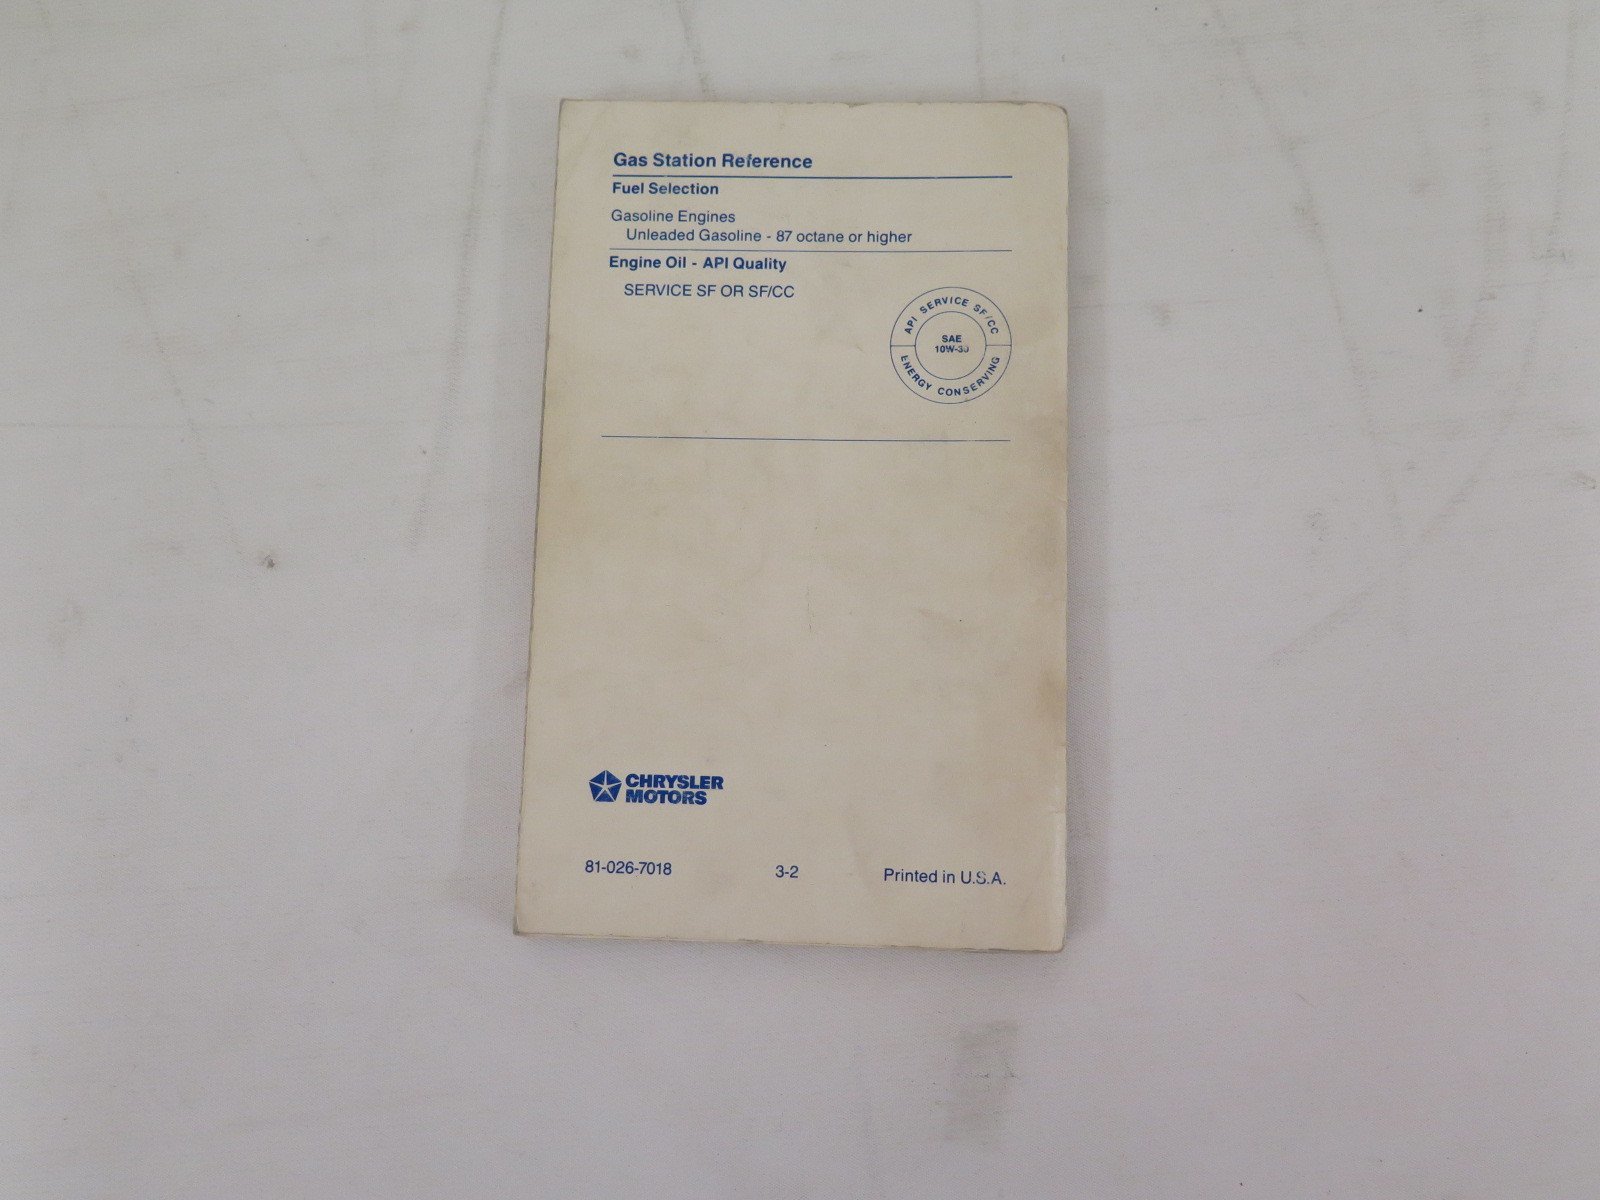 Gas Station Reference
Fuel Selection
Gasoline Engines
Unleaded Gasoline - 87 octane or higher
Engine Oil - API Quality
SERVICE SF OR SF/CC
API SERVICE SF/CC
SAE
10W-30
ENERGY CONSERVING
CHRYSLER
MOTORS
81-026-7018 3-2 Printed in U.S.A.